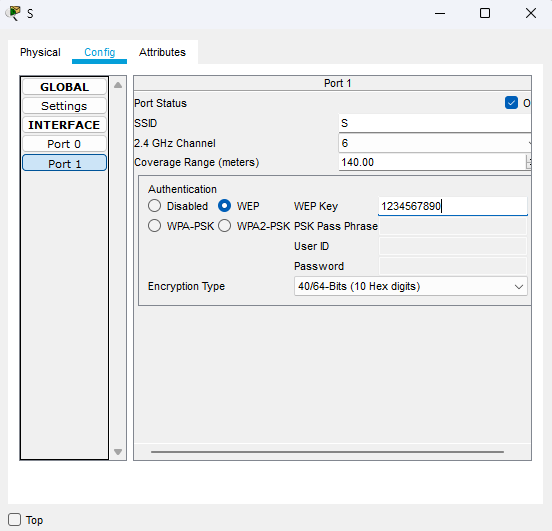 S
Physical Config Attributes
GLOBAL
Settings
INTERFACE
Port 0
Port 1
Port 1
Port Status O
SSID S
2.4 GHz Channel 6
Coverage Range (meters) 140.00
Authentication
Disabled WEP WEP Key 1234567890
WPA-PSK WPA2-PSK PSK Pass Phrase
User ID
Password
Encryption Type 40/64-Bits (10 Hex digits)
Top